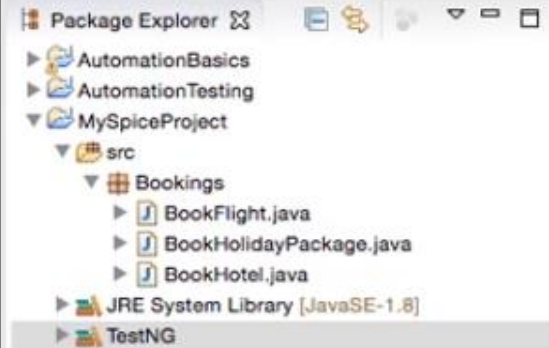 Package Explorer
AutomationBasics
AutomationTesting
MySpiceProject
src
Bookings
BookFlight.java
BookHolidayPackage.java
BookHotel.java
JRE System Library [JavaSE-1.8]
TestNG